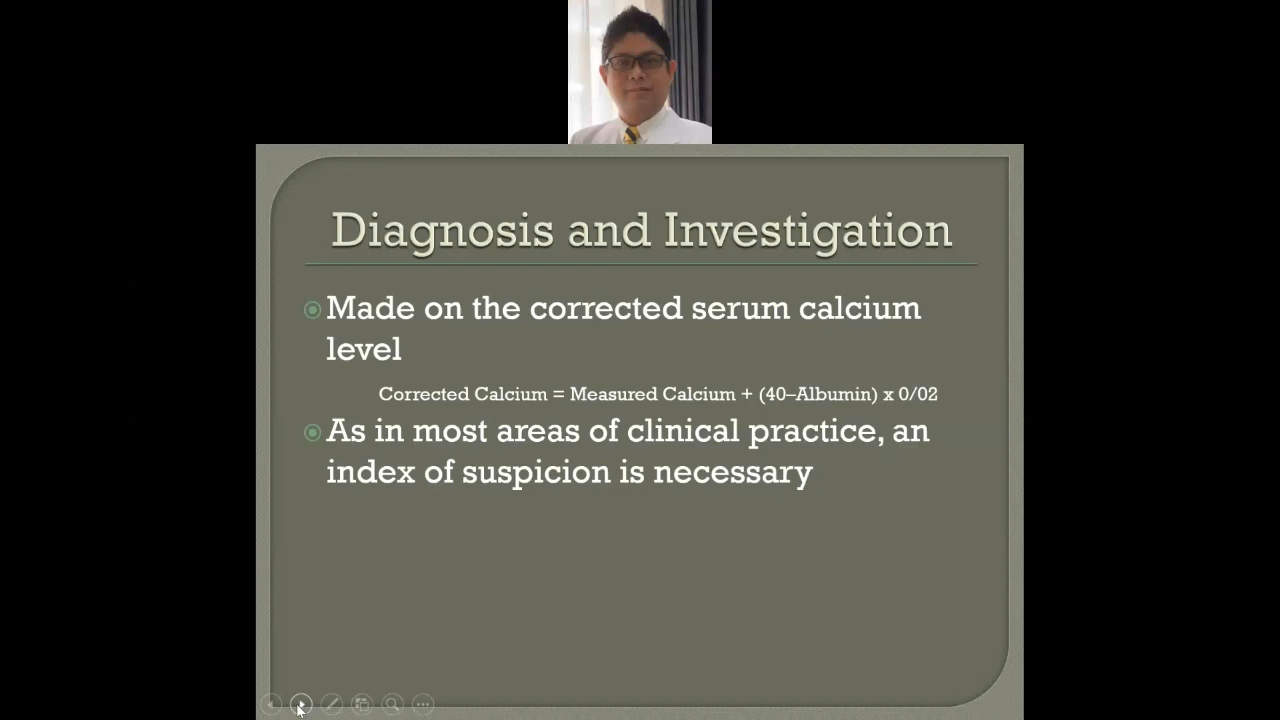 Diagnosis and Investigation
Made on the corrected serum calcium
level
Corrected Calcium = Measured Calcium + (40–Albumin) x 0/02
As in most areas of clinical practice, an
index of suspicion is necessary